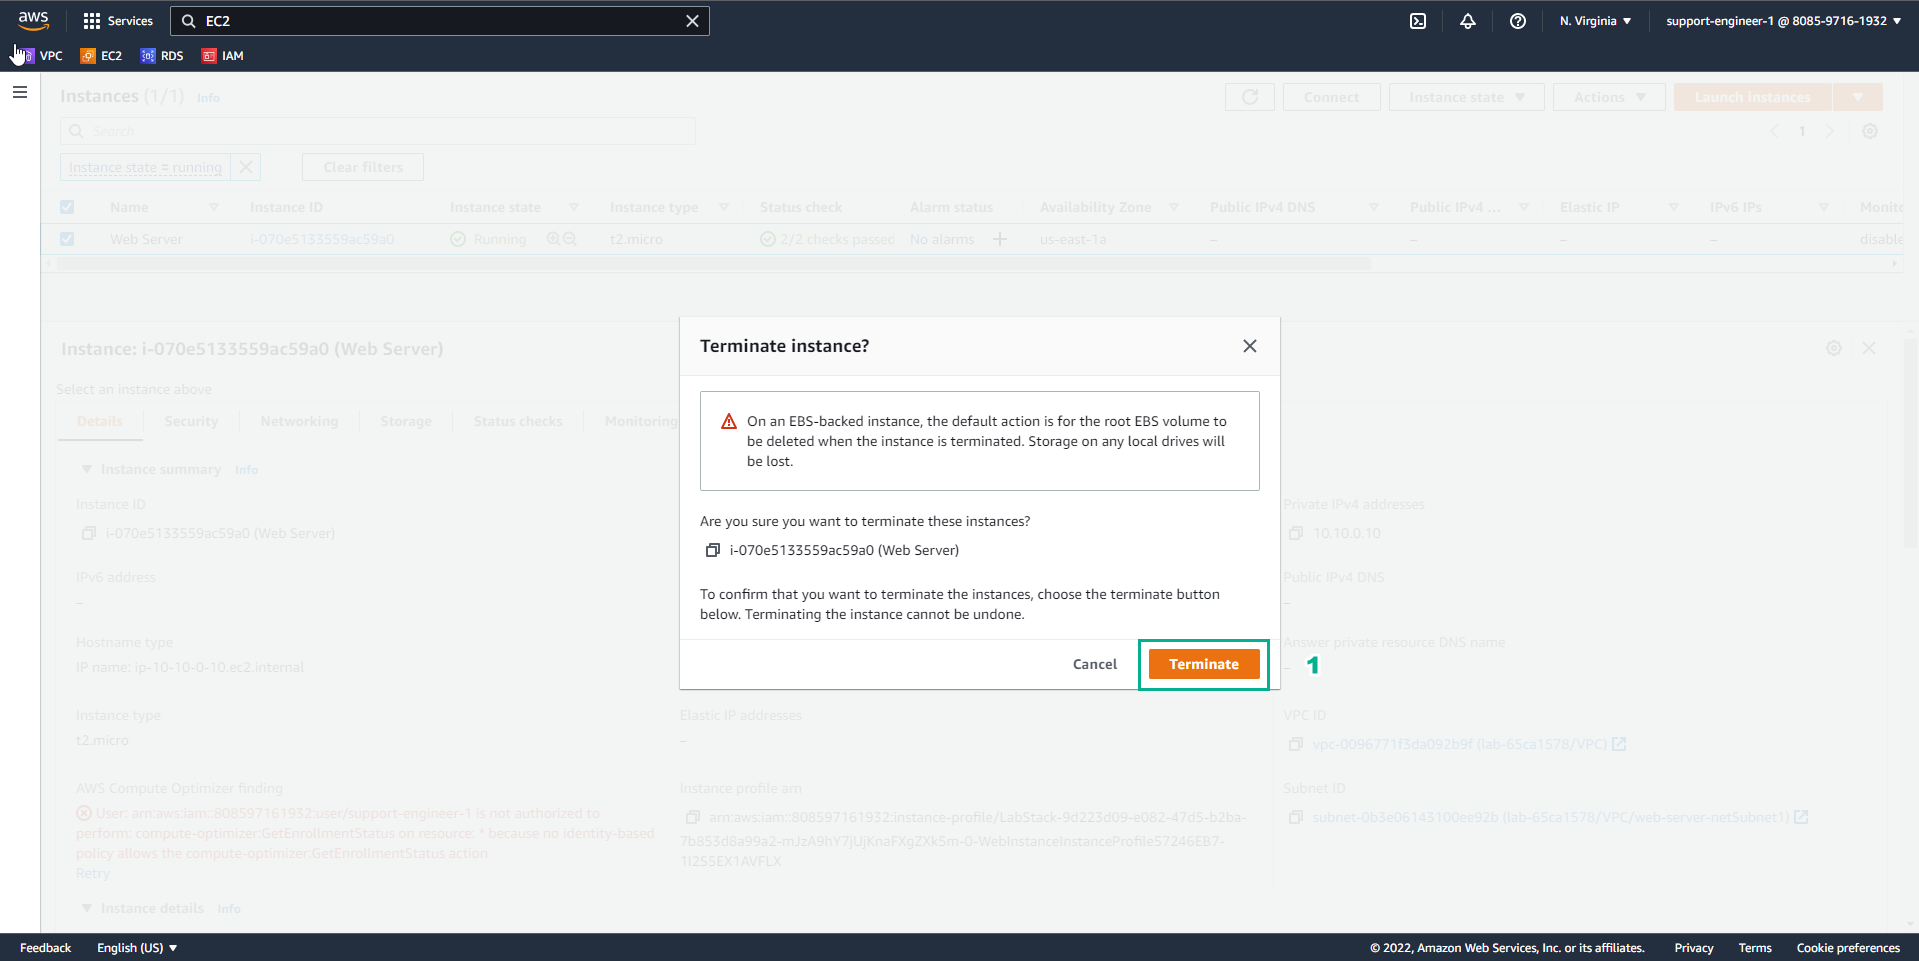 aws
Services
EC2
N. Virginia
support-engineer-1 @ 8085-9716-1932
VPC
EC2
RDS
IAM
Instances (1/1) Info
Connect
Instance state
Actions
Launch instances
Search
1
Instance state = running
Clear filters
Name
Instance ID
Instance state
Instance type
Status check
Alarm status
Availability Zone
Public IPv4 DNS
Public IPv4 ...
Elastic IP
IPv6 IPs
Monito
Web Server
i-070e5133559ac59a0
Running
t2.micro
2/2 checks passed
No alarms
us-east-1a
–
–
–
–
disable
Instance: i-070e5133559ac59a0 (Web Server)
Select an instance above
Details
Security
Networking
Storage
Status checks
Monitoring
Instance summary Info
Instance ID
i-070e5133559ac59a0 (Web Server)
Private IPv4 addresses
10.10.0.10
IPv6 address
–
Public IPv4 DNS
–
Hostname type
IP name: ip-10-10-0-10.ec2.internal
Answer private resource DNS name
–
Instance type
t2.micro
Elastic IP addresses
–
VPC ID
vpc-0096771f3da092b9f (lab-65ca1578/VPC)
AWS Compute Optimizer finding
User: arn:aws:iam::808597161932:user/support-engineer-1 is not authorized to
perform: compute-optimizer:GetEnrollmentStatus on resource: * because no identity-based
policy allows the compute-optimizer:GetEnrollmentStatus action
Retry
Instance profile arn
arn:aws:iam::808597161932:instance-profile/LabStack-9d223d09-e082-47d5-b2ba-
7b853d8a99a2-mJzA9hY7jUjKnaFXgZXk5m-0-WebInstanceInstanceProfile57246EB7-
1I2S5EX1AVFLX
Subnet ID
subnet-0b3e06143100ee92b (lab-65ca1578/VPC/web-server-netSubnet1)
Instance details Info
Terminate instance?
On an EBS-backed instance, the default action is for the root EBS volume to
be deleted when the instance is terminated. Storage on any local drives will
be lost.
Are you sure you want to terminate these instances?
i-070e5133559ac59a0 (Web Server)
To confirm that you want to terminate the instances, choose the terminate button
below. Terminating the instance cannot be undone.
Cancel
Terminate
1
Feedback
English (US)
© 2022, Amazon Web Services, Inc. or its affiliates.
Privacy
Terms
Cookie preferences